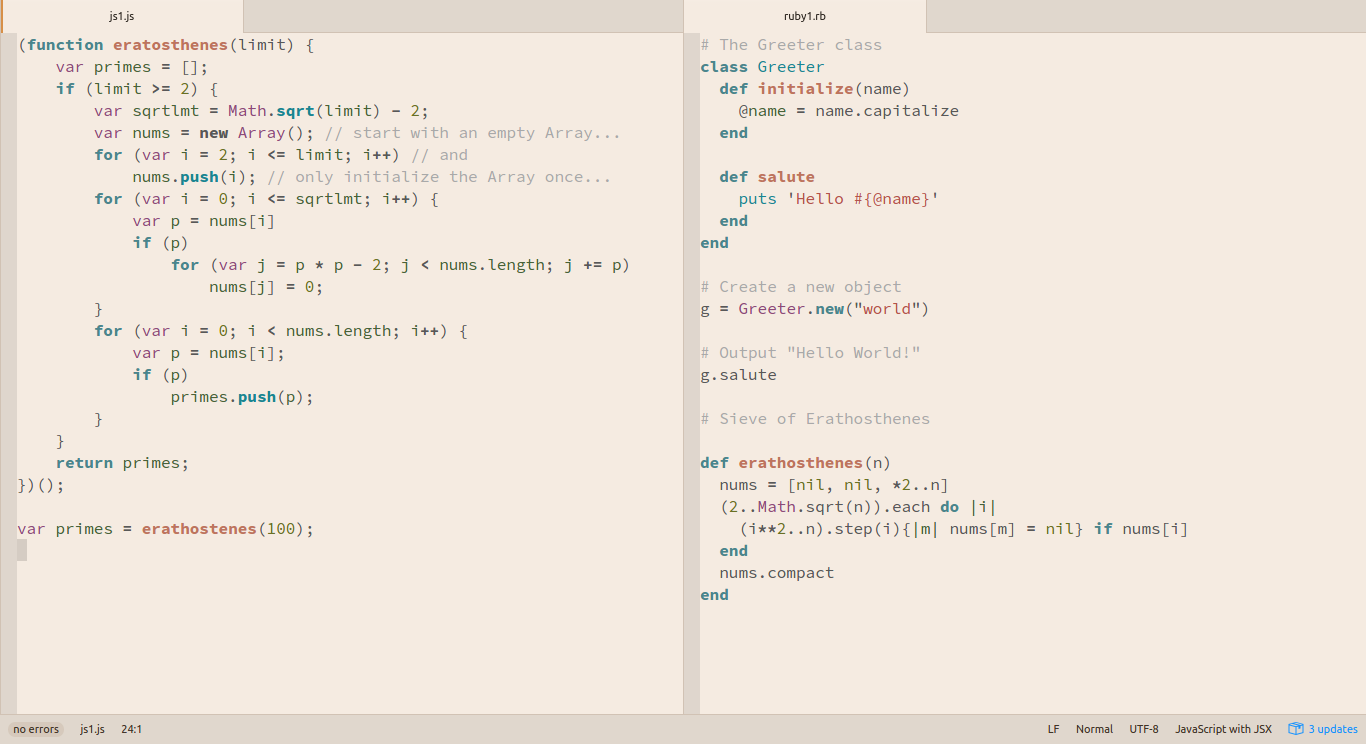 js1.js
(function eratosthenes(limit) {
    var primes = [];
    if (limit >= 2) {
        var sqrtlmt = Math.sqrt(limit) - 2;
        var nums = new Array(); // start with an empty Array...
        for (var i = 2; i <= limit; i++) // and
            nums.push(i); // only initialize the Array once...
        for (var i = 0; i <= sqrtlmt; i++) {
            var p = nums[i]
            if (p)
                for (var j = p * p - 2; j < nums.length; j += p)
                    nums[j] = 0;
        }
        for (var i = 0; i < nums.length; i++) {
            var p = nums[i];
            if (p)
                primes.push(p);
        }
    }
    return primes;
})();

var primes = erathostenes(100);
ruby1.rb
# The Greeter class
class Greeter
  def initialize(name)
    @name = name.capitalize
  end

  def salute
    puts 'Hello #{@name}'
  end
end

# Create a new object
g = Greeter.new("world")

# Output "Hello World!"
g.salute

# Sieve of Erathosthenes

def erathosthenes(n)
  nums = [nil, nil, *2..n]
  (2..Math.sqrt(n)).each do |i|
    (i**2..n).step(i){|m| nums[m] = nil} if nums[i]
  end
  nums.compact
end
no errors js1.js 24:1 LF Normal UTF-8 JavaScript with JSX 3 updates